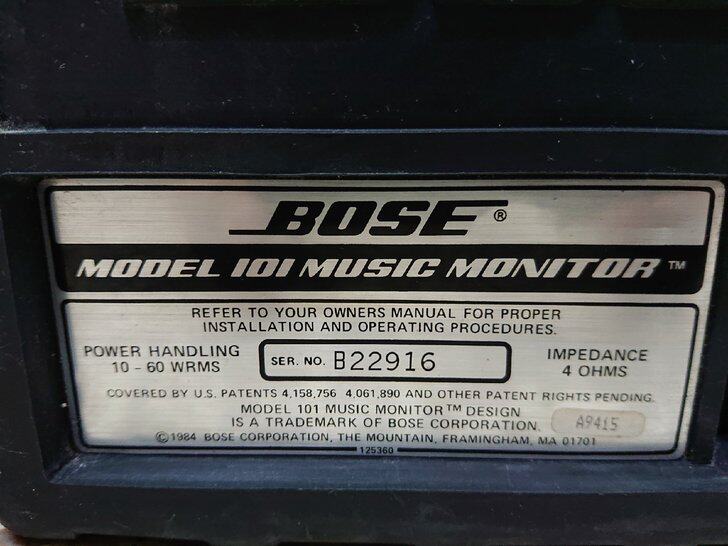 BOSE®
MODEL 101 MUSIC MONITOR™
REFER TO YOUR OWNERS MANUAL FOR PROPER
INSTALLATION AND OPERATING PROCEDURES.
POWER HANDLING
10 - 60 WRMS
SER. NO. B22916
IMPEDANCE
4 OHMS
COVERED BY U.S. PATENTS 4,158,756 4,061,890 AND OTHER PATENT RIGHTS PENDING.
MODEL 101 MUSIC MONITOR™ DESIGN
IS A TRADEMARK OF BOSE CORPORATION.
A9415
©1984 BOSE CORPORATION, THE MOUNTAIN, FRAMINGHAM, MA 01701
125360